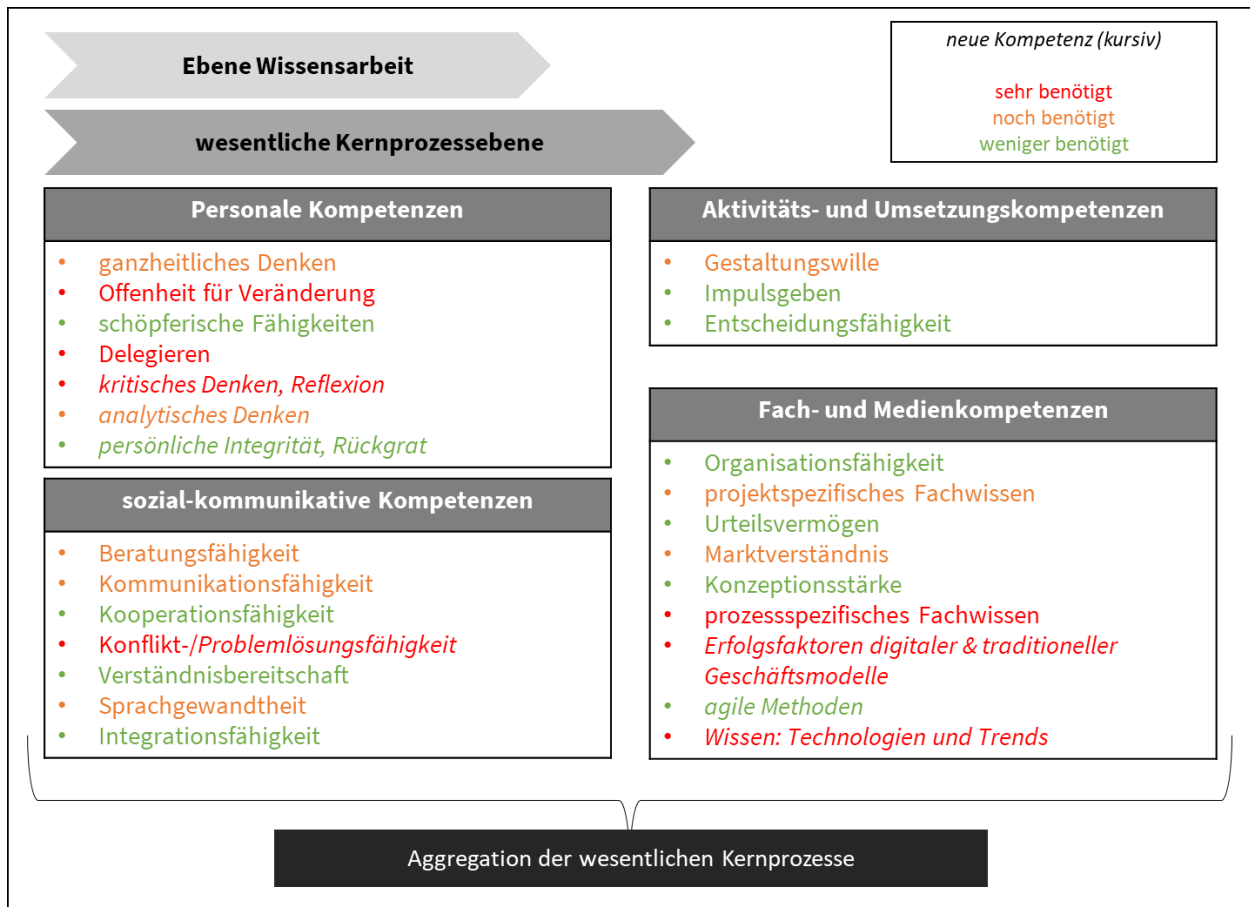 Ebene Wissensarbeit
wesentliche Kernprozessebene
neue Kompetenz (kursiv)
sehr benötigt
noch benötigt
weniger benötigt
Personale Kompetenzen
• ganzheitliches Denken
• Offenheit für Veränderung
• schöpferische Fähigkeiten
• Delegieren
• kritisches Denken, Reflexion
• analytisches Denken
• persönliche Integrität, Rückgrat
sozial-kommunikative Kompetenzen
• Beratungsfähigkeit
• Kommunikationsfähigkeit
• Kooperationsfähigkeit
• Konflikt-/Problemlösungsfähigkeit
• Verständnisbereitschaft
• Sprachgewandtheit
• Integrationsfähigkeit
Aktivitäts- und Umsetzungskompetenzen
• Gestaltungswille
• Impulsgeben
• Entscheidungsfähigkeit
Fach- und Medienkompetenzen
• Organisationsfähigkeit
• projektspezifisches Fachwissen
• Urteilsvermögen
• Marktverständnis
• Konzeptionsstärke
• prozessspezifisches Fachwissen
• Erfolgsfaktoren digitaler & traditioneller
Geschäftsmodelle
• agile Methoden
• Wissen: Technologien und Trends
Aggregation der wesentlichen Kernprozesse